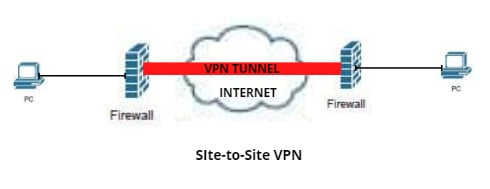 VPN TUNNEL
INTERNET
PC
Firewall
Firewall
PC
SIte-to-Site VPN